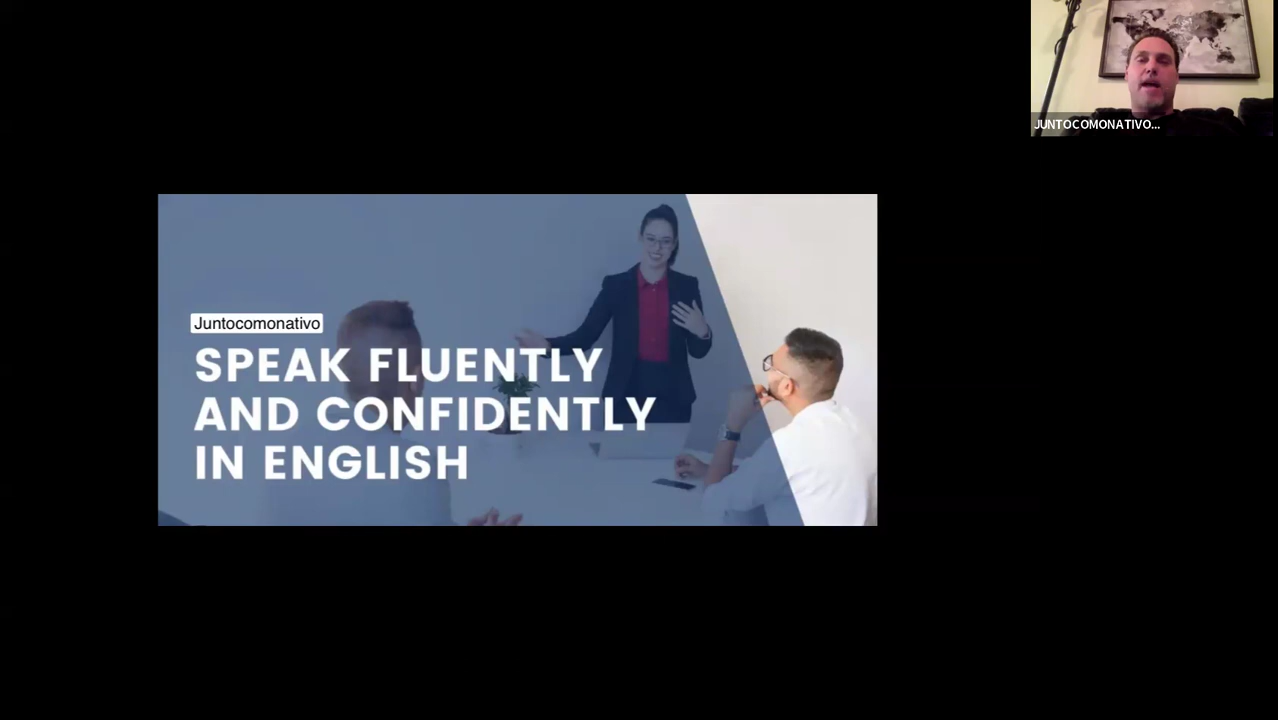 JUNTOCOMONATIVO...
Juntocomonativo
SPEAK FLUENTLY
AND CONFIDENTLY
IN ENGLISH